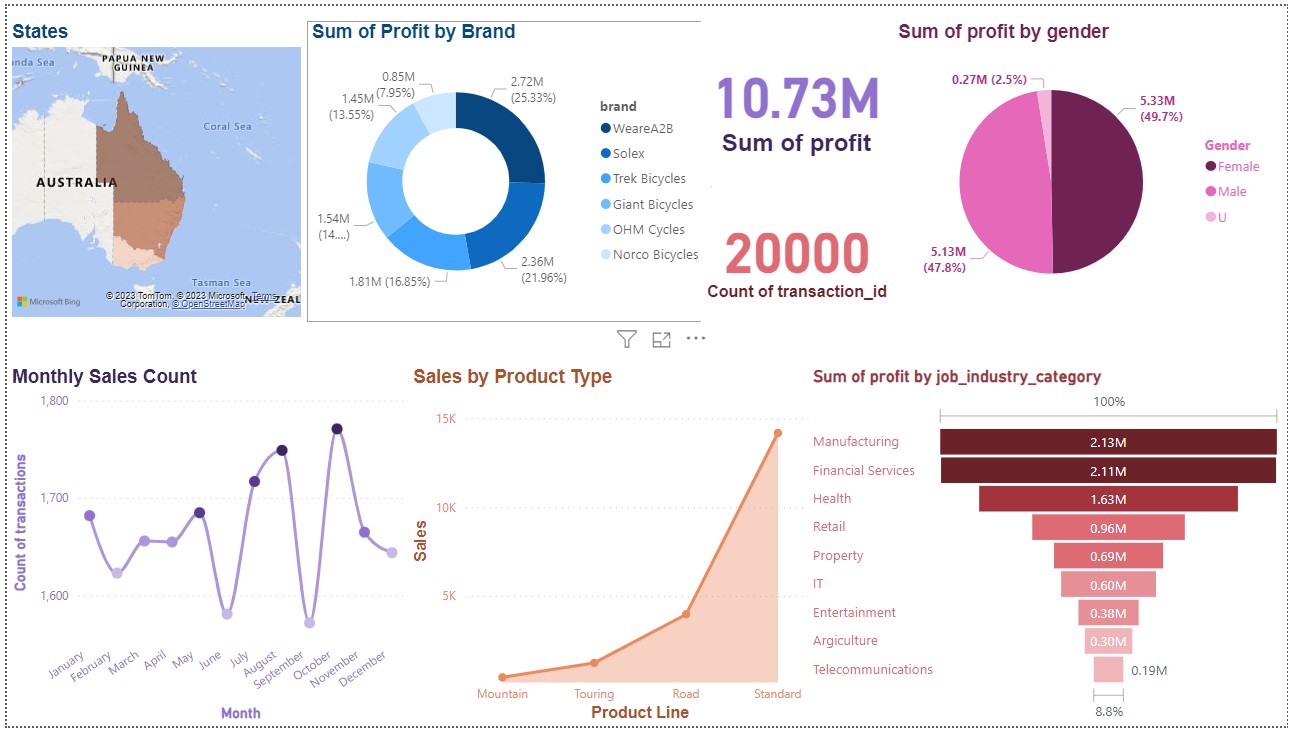 States
nda Sea
PAPUA NEW
GUINEA
Coral Sea
AUSTRALIA
Tasman Sea
NEW ZEAL
Microsoft Bing
© 2023 TomTom, © 2023 Microsoft Corporation, © OpenStreetMap Terms
Sum of Profit by Brand
0.85M
(7.95%)
2.72M
(25.33%)
1.45M
(13.55%)
1.54M
(14....)
1.81M (16.85%)
2.36M
(21.96%)
brand
WeareA2B
Solex
Trek Bicycles
Giant Bicycles
OHM Cycles
Norco Bicycles
10.73M
Sum of profit
20000
Count of transaction_id
Sum of profit by gender
0.27M (2.5%)
5.33M
(49.7%)
5.13M
(47.8%)
Gender
Female
Male
U
Monthly Sales Count
Count of transactions
1,800
1,700
1,600
January
February
March
April
May
June
July
August
September
October
November
December
Month
Sales by Product Type
Sales
15K
10K
5K
Mountain
Touring
Road
Standard
Product Line
Sum of profit by job_industry_category
100%
Manufacturing 2.13M
Financial Services 2.11M
Health 1.63M
Retail 0.96M
Property 0.69M
IT 0.60M
Entertainment 0.38M
Argiculture 0.30M
Telecommunications 0.19M
8.8%